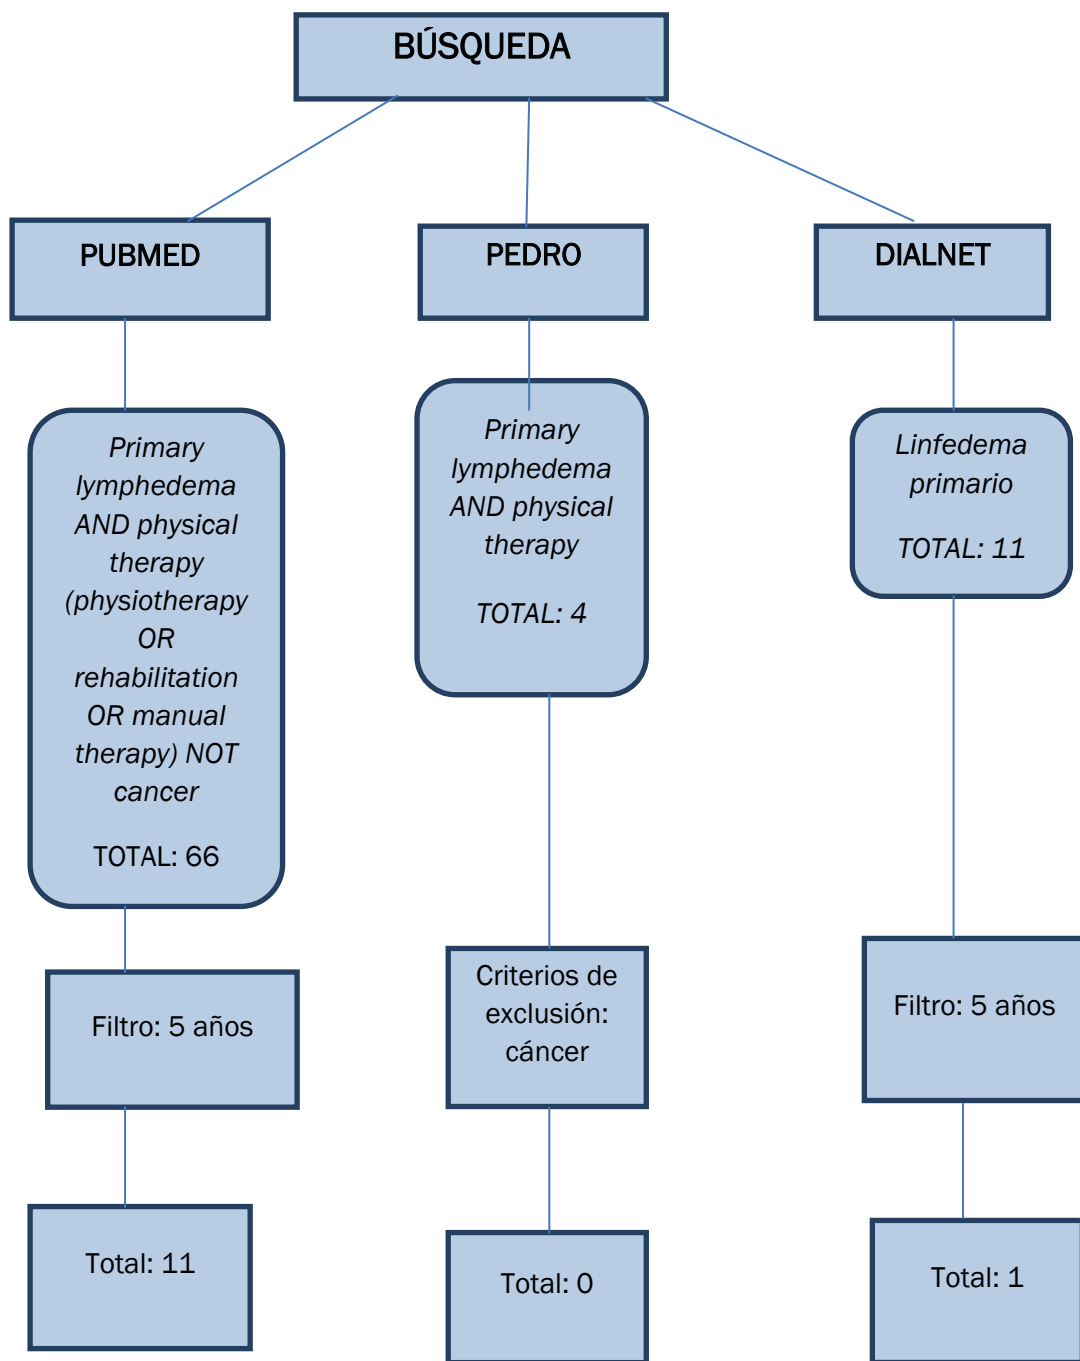 BÚSQUEDA
PUBMED
PEDRO
DIALNET
Primary
lymphedema
AND physical
therapy
(physiotherapy
OR
rehabilitation
OR manual
therapy) NOT
cancer
TOTAL: 66
Primary
lymphedema
AND physical
therapy
TOTAL: 4
Linfedema
primario
TOTAL: 11
Filtro: 5 años
Criterios de
exclusión:
cáncer
Filtro: 5 años
Total: 11
Total: 0
Total: 1